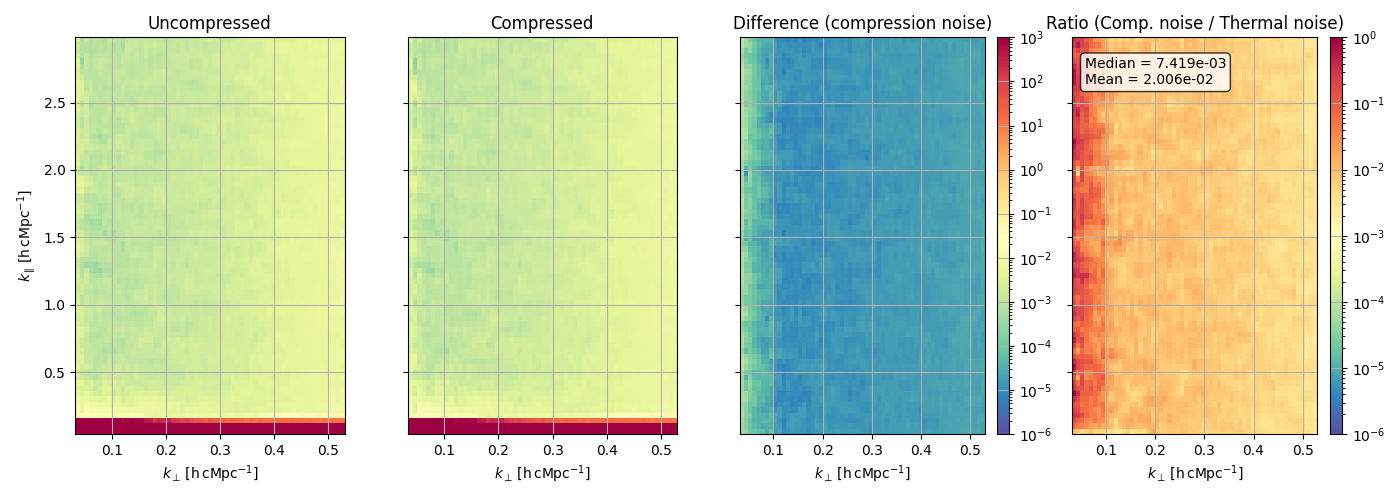 Uncompressed
Compressed
Difference (compression noise)
Ratio (Comp. noise / Thermal noise)
Median = 7.419e-03
Mean = 2.006e-02
k∥ [h cMpc⁻¹]
2.5
2.0
1.5
1.0
0.5
10³
10²
10¹
10⁰
10⁻¹
10⁻²
10⁻³
10⁻⁴
10⁻⁵
10⁻⁶
10⁰
10⁻¹
10⁻²
10⁻³
10⁻⁴
10⁻⁵
10⁻⁶
0.1 0.2 0.3 0.4 0.5
0.1 0.2 0.3 0.4 0.5
0.1 0.2 0.3 0.4 0.5
0.1 0.2 0.3 0.4 0.5
k⊥ [h cMpc⁻¹]
k⊥ [h cMpc⁻¹]
k⊥ [h cMpc⁻¹]
k⊥ [h cMpc⁻¹]